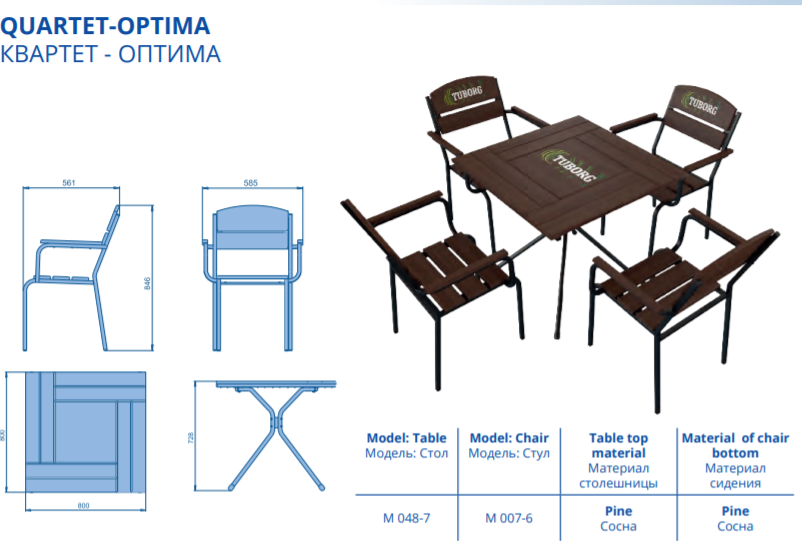 QUARTET-OPTIMA
КВАРТЕТ - ОПТИМА
TUBORG
TUBORG
TUBORG
561
585
846
800
800
728
Model: Table
Модель: Стол
Model: Chair
Модель: Стул
Table top
material
Материал
столешницы
Material of chair
bottom
Материал
сидения
М 048-7
М 007-6
Pine
Сосна
Pine
Сосна